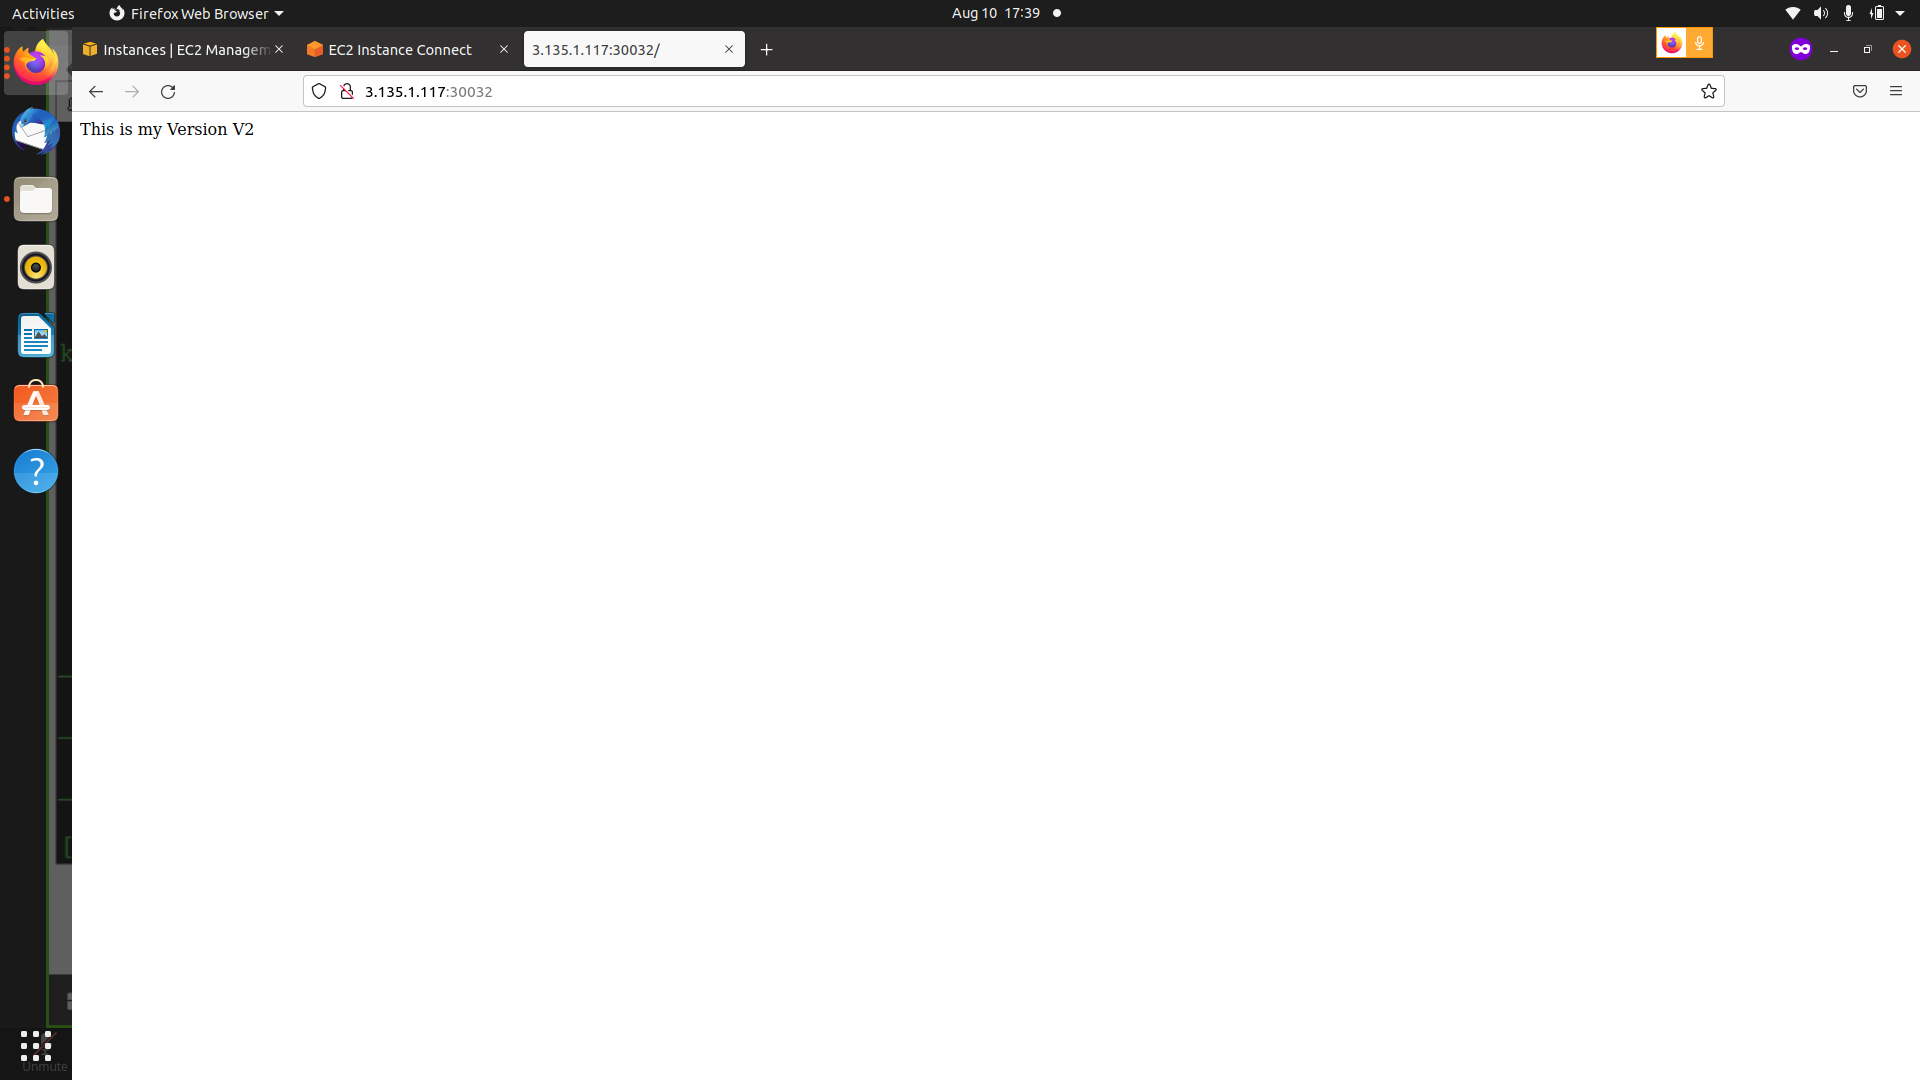 Activities
Firefox Web Browser
Aug 10 17:39
Instances | EC2 Managem
EC2 Instance Connect
3.135.1.117:30032/
3.135.1.117:30032
This is my Version V2
k
Unmute